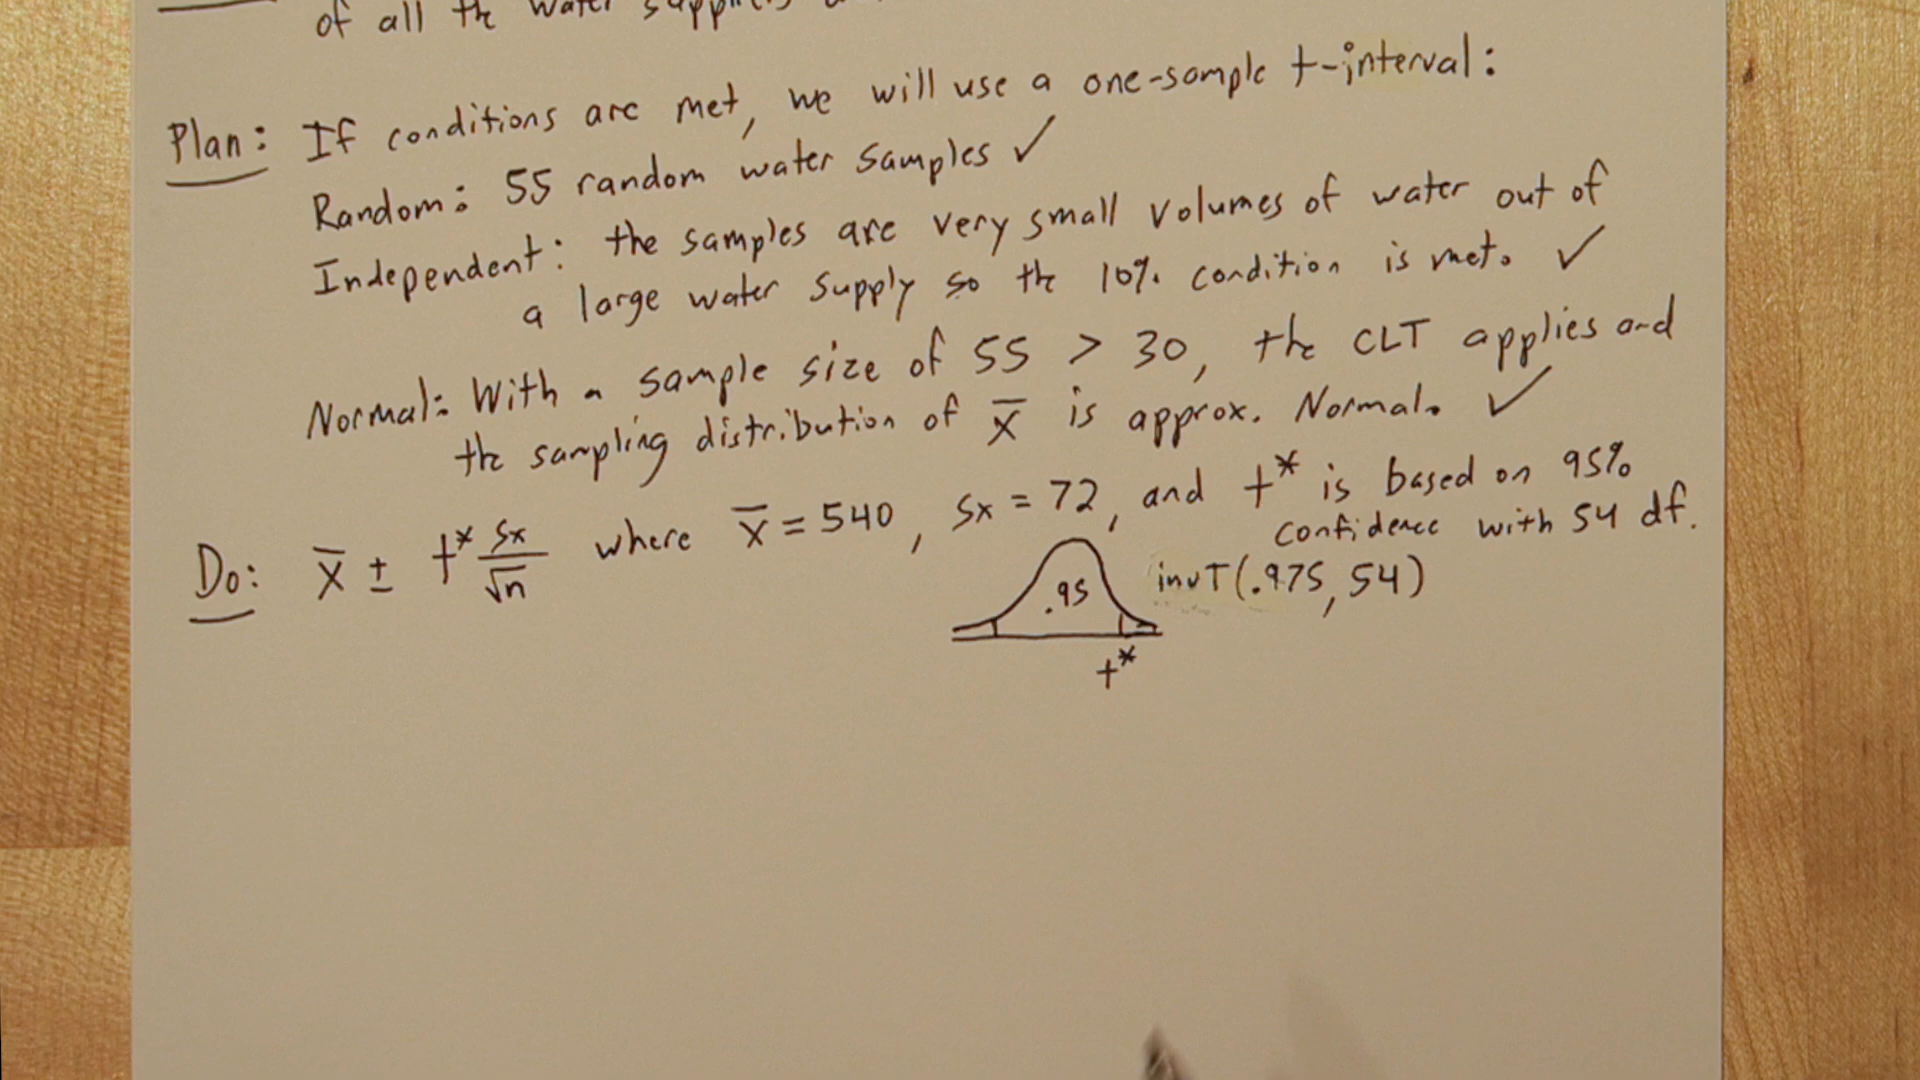 of all the water
Plan: If conditions are met, we will use a one-sample t-interval:
Random: 55 random water samples ✓
Independent: the samples are very small volumes of water out of
a large water supply so the 10% condition is met. ✓
Normal: With a sample size of 55 > 30, the CLT applies and
the sampling distribution of x̅ is approx. Normal. ✓
Do: x̅ ± t* sx/√n where x̅ = 540, sx = 72, and t* is based on 95%
confidence with 54 df.
.95 invT(.975, 54)
t*